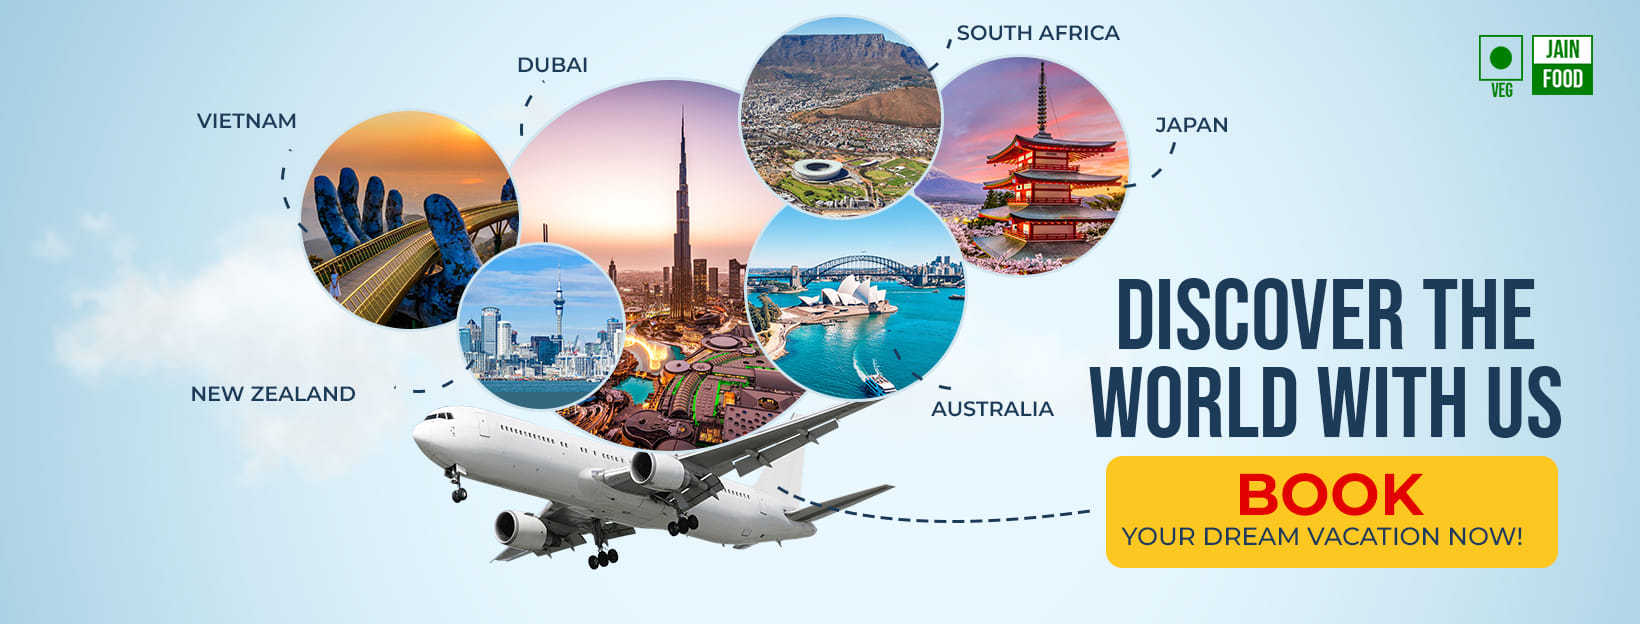 SOUTH AFRICA
DUBAI
VIETNAM
JAPAN
NEW ZEALAND
AUSTRALIA
VEG
JAIN
FOOD
DISCOVER THE
WORLD WITH US
BOOK
YOUR DREAM VACATION NOW!